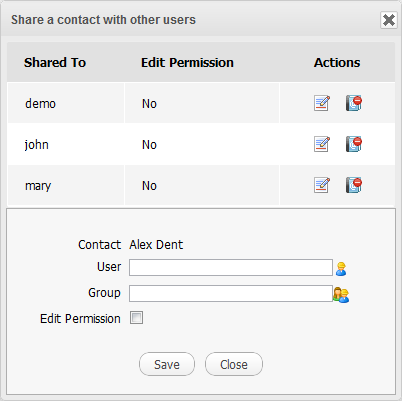 Share a contact with other users
Shared To Edit Permission Actions
demo No
john No
mary No
Contact Alex Dent
User
Group
Edit Permission
Save Close